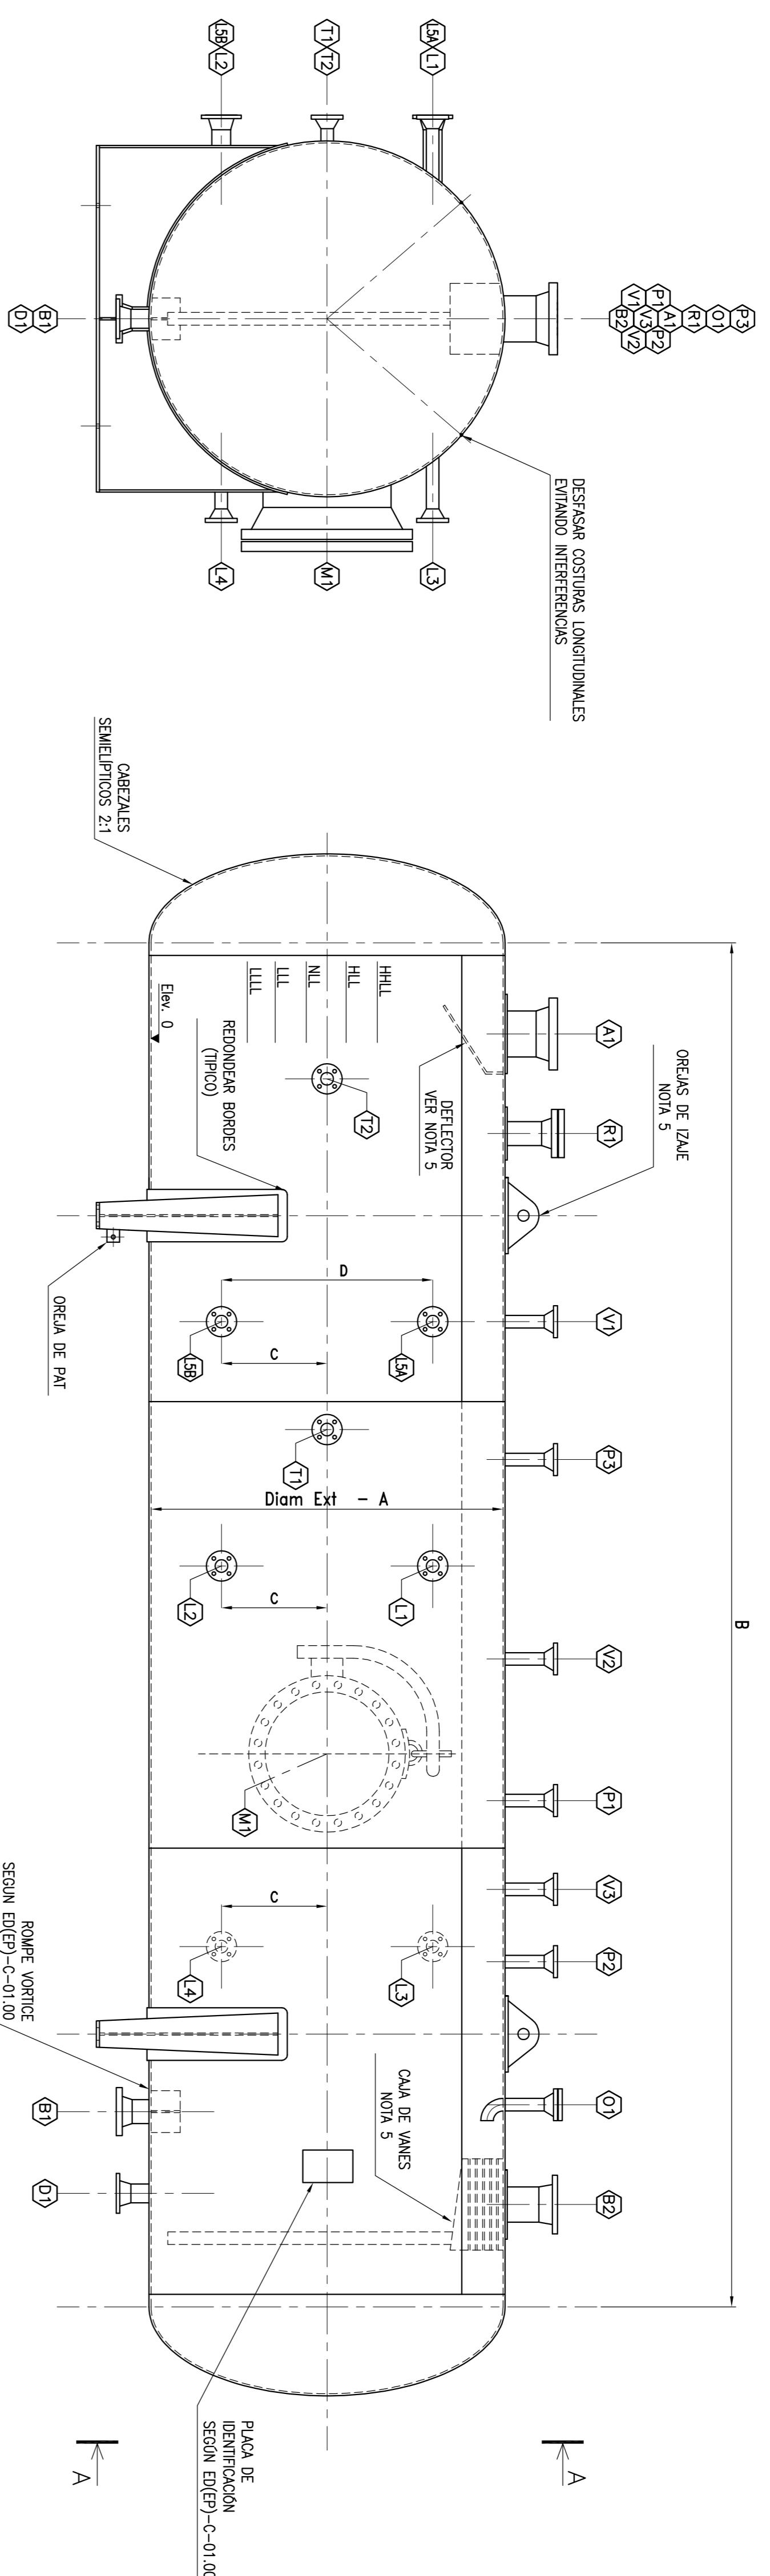 L5B
L2
T1
T2
L5A
L1
P3
O1
R1
P1
A1
P2
V1
V3
V2
B2
B1
D1
DESFASAR COSTURAS LONGITUDINALES
EVITANDO INTERFERENCIAS
L4
M1
L3
CABEZALES
SEMIELÍPTICOS 2:1
B
A1
R1
V1
P3
V2
P1
V3
P2
O1
B2
OREJAS DE IZAJE
NOTA 5
HHLL
HLL
NLL
LLL
LLLL
Elev. 0
DEFLECTOR
VER NOTA 5
T2
REDONDEAR BORDES
(TIPICO)
OREJA DE PAT
D
C
L5A
L5B
T1
Diam Ext - A
L1
L2
C
M1
C
L3
L4
CAJA DE VANES
NOTA 5
ROMPE VORTICE
SEGUN ED(EP)-C-01.00
B1
D1
PLACA DE
IDENTIFICACIÓN
SEGÚN ED(EP)-C-01.00
A
A